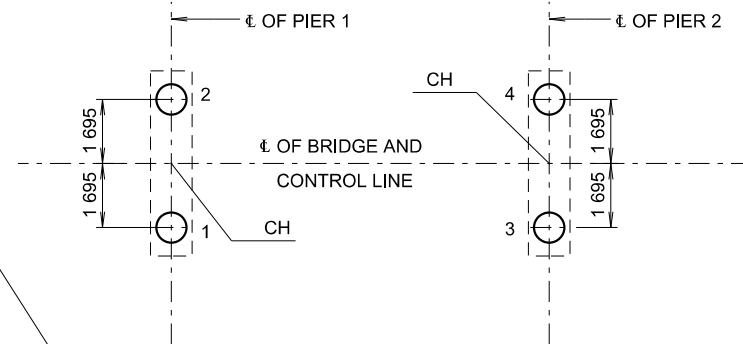 ℄ OF PIER 1
℄ OF PIER 2
2
CH
4
1 695
1 695
℄ OF BRIDGE AND
CONTROL LINE
1 695
1 695
1
CH
3